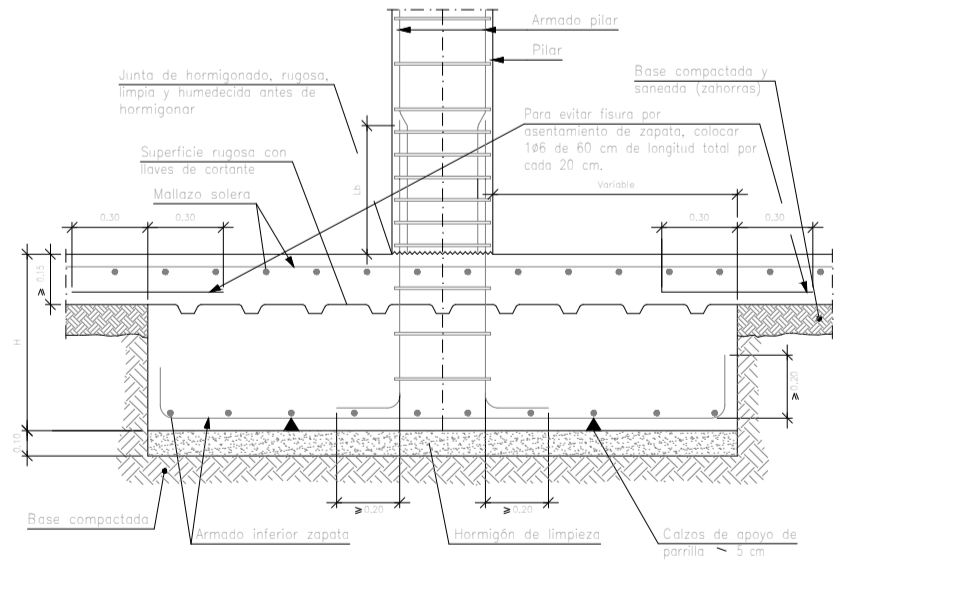 Armado pilar
Pilar
Junta de hormigonado, rugosa,
limpia y humedecida antes de
hormigonar
Base compactada y
saneada (zahorras)
Para evitar fisura por
asentamiento de zapata, colocar
1ø6 de 60 cm de longitud total por
cada 20 cm.
Superficie rugosa con
llaves de cortante
Mallazo solera
Lb
Variable
0,30
0,30
0,30
0,30
≥ 0,15
H
≥ 0,20
0,10
≥ 0,20
≥ 0,20
Base compactada
Armado inferior zapata
Hormigón de limpieza
Calzos de apoyo de
parrilla ~ 5 cm